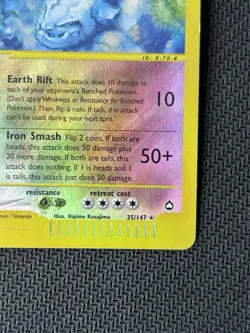 ID: 0-70-#
Earth Rift This attack does 10 damage to
each of your opponent's Benched Pokémon.
(Don't apply Weakness or Resistance for Benched
Pokémon.) Then, flip a coin. If tails, this attack
can't be used during your next turn.
10
Iron Smash Flip 2 coins. If both are
heads, this attack does 50 damage plus
20 more damage. If both are tails, this
attack does nothing. If 1 is heads and 1
is tails, this attack just does 50 damage.
50+
resistance retreat cost
-30
/ Nintendo Illus. Hajime Kusajima 35/147 ★